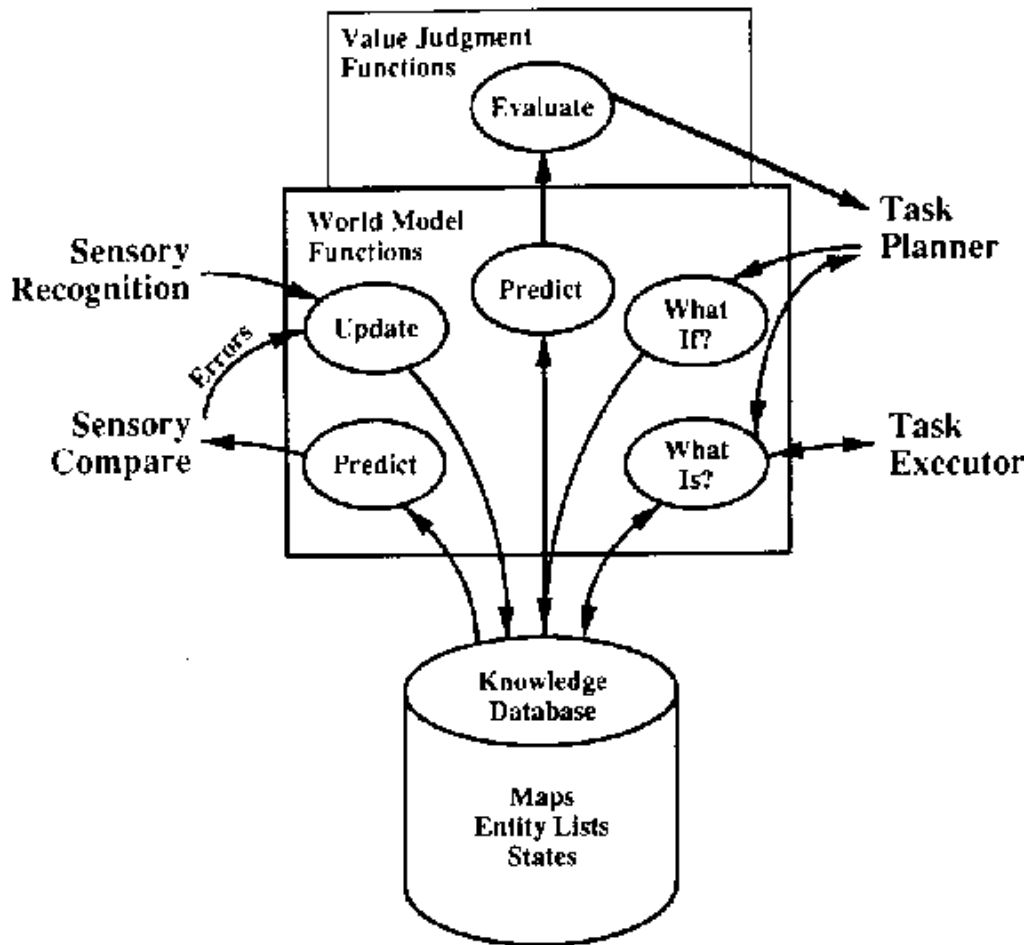 Value Judgment
Functions
Evaluate
World Model
Functions
Task
Planner
Sensory
Recognition
Predict
What
If?
Update
Errors
Sensory
Compare
Predict
What
Is?
Task
Executor
Knowledge
Database
Maps
Entity Lists
States